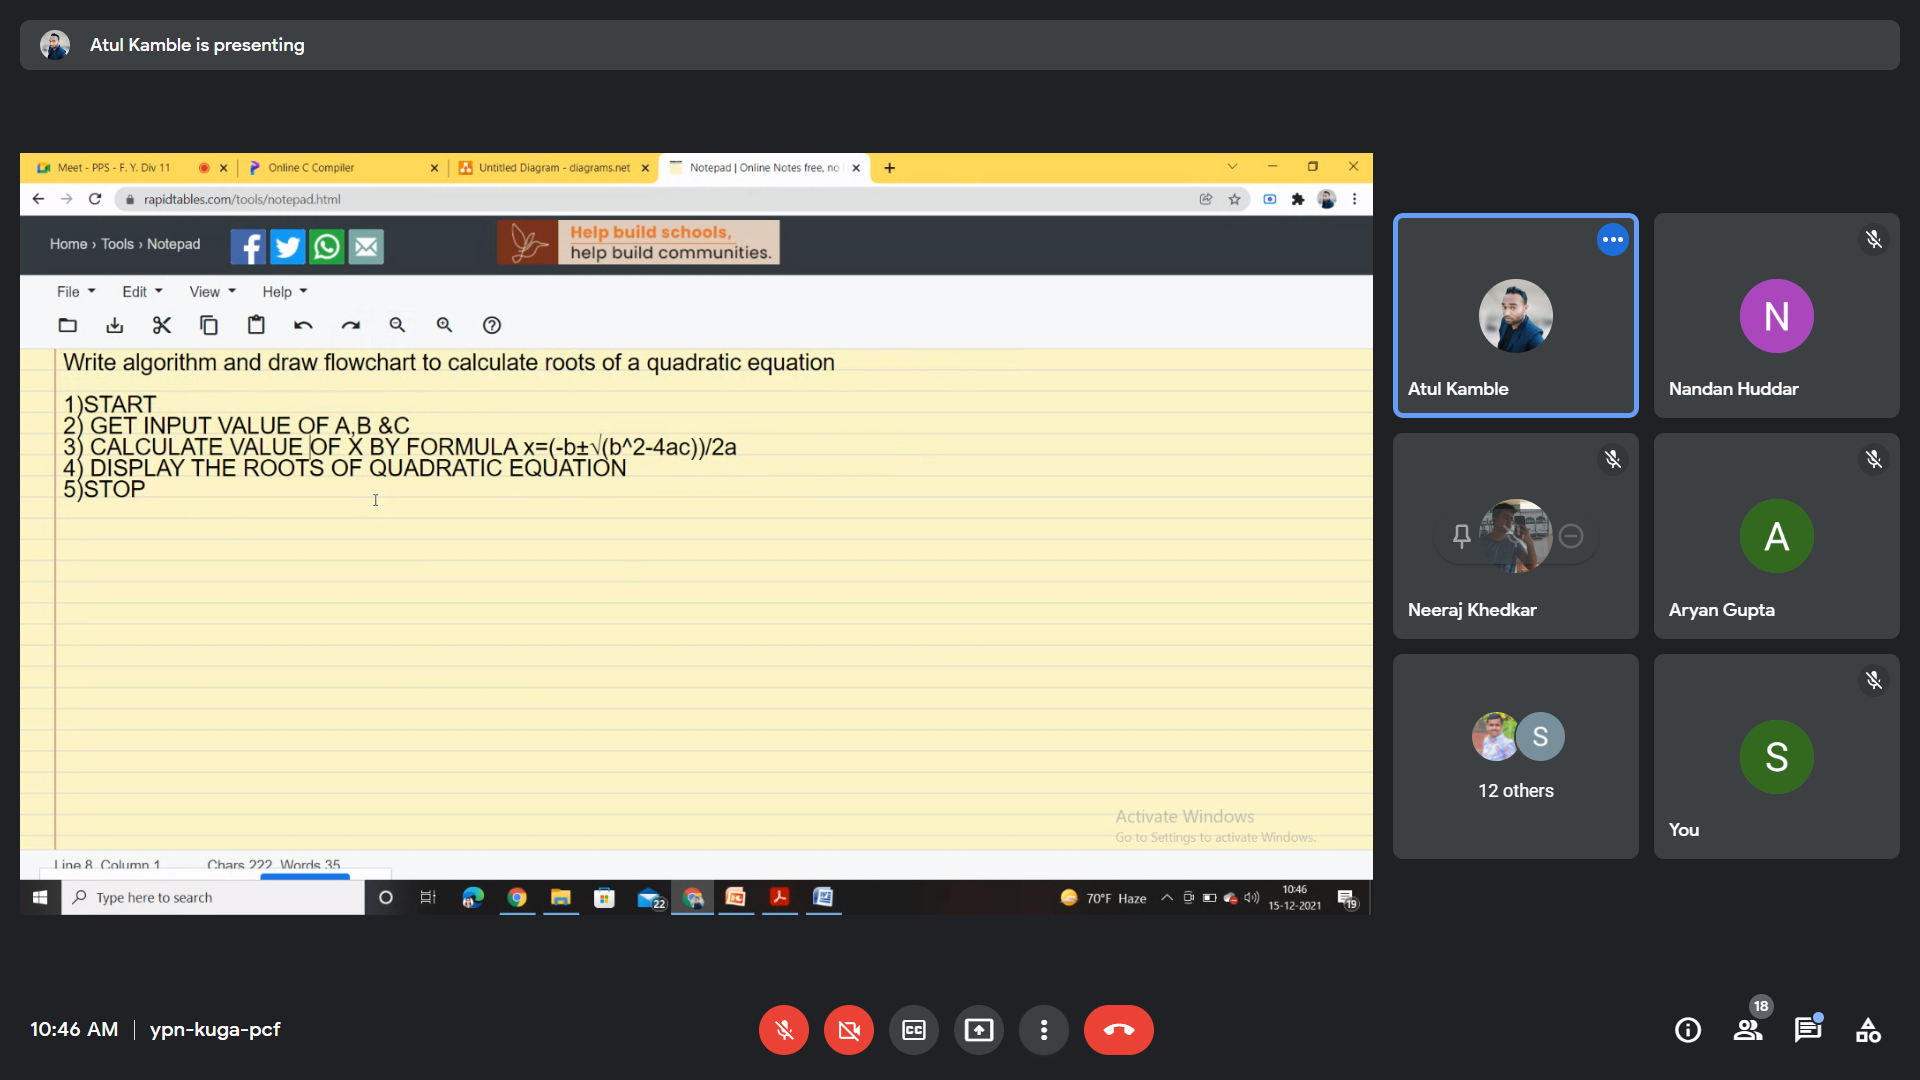 Atul Kamble is presenting
Meet - PPS - F. Y. Div 11
Online C Compiler
Untitled Diagram - diagrams.net
Notepad | Online Notes free, no
rapidtables.com/tools/notepad.html
Home › Tools › Notepad
Help build schools,
help build communities.
File Edit View Help
Write algorithm and draw flowchart to calculate roots of a quadratic equation
1)START
2) GET INPUT VALUE OF A,B &C
3) CALCULATE VALUE OF X BY FORMULA x=(-b±√(b^2-4ac))/2a
4) DISPLAY THE ROOTS OF QUADRATIC EQUATION
5)STOP
Activate Windows
Go to Settings to activate Windows.
Line 8, Column 1 Chars 222, Words 35
Type here to search
22
70°F Haze
10:46
15-12-2021
19
Atul Kamble
N
Nandan Huddar
Neeraj Khedkar
A
Aryan Gupta
S
12 others
S
You
10:46 AM | ypn-kuga-pcf
CC
18